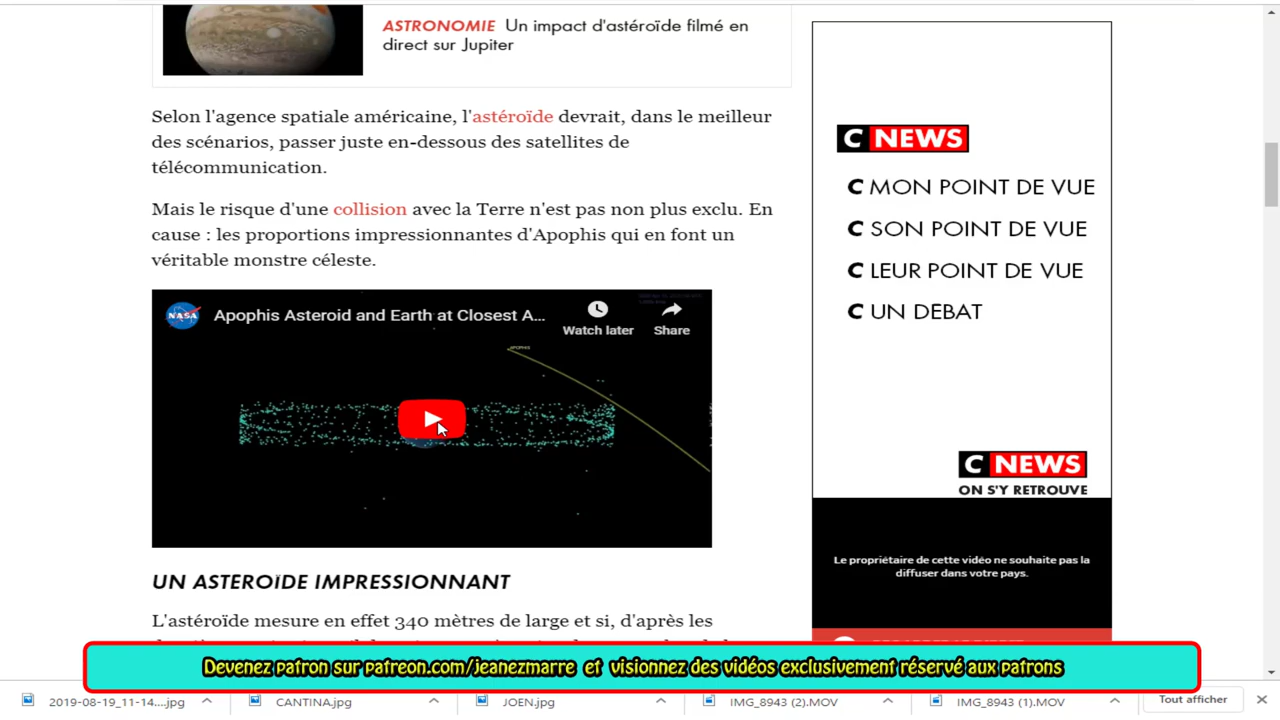 ASTRONOMIE Un impact d'astéroïde filmé en
direct sur Jupiter
Selon l'agence spatiale américaine, l'astéroïde devrait, dans le meilleur
des scénarios, passer juste en-dessous des satellites de
télécommunication.
Mais le risque d'une collision avec la Terre n'est pas non plus exclu. En
cause : les proportions impressionnantes d'Apophis qui en font un
véritable monstre céleste.
NASA
Apophis Asteroid and Earth at Closest A...
Watch later
Share
APOPHIS
UN ASTÉROÏDE IMPRESSIONNANT
L'astéroïde mesure en effet 340 mètres de large et si, d'après les
C NEWS
C MON POINT DE VUE
C SON POINT DE VUE
C LEUR POINT DE VUE
C UN DEBAT
C NEWS
ON S'Y RETROUVE
Le propriétaire de cette vidéo ne souhaite pas la
diffuser dans votre pays.
Devenez patron sur patreon.com/jeanezmarre et visionnez des vidéos exclusivement réservé aux patrons
2019-08-19_11-14....jpg
CANTINA.jpg
JOEN.jpg
IMG_8943 (2).MOV
IMG_8943 (1).MOV
Tout afficher